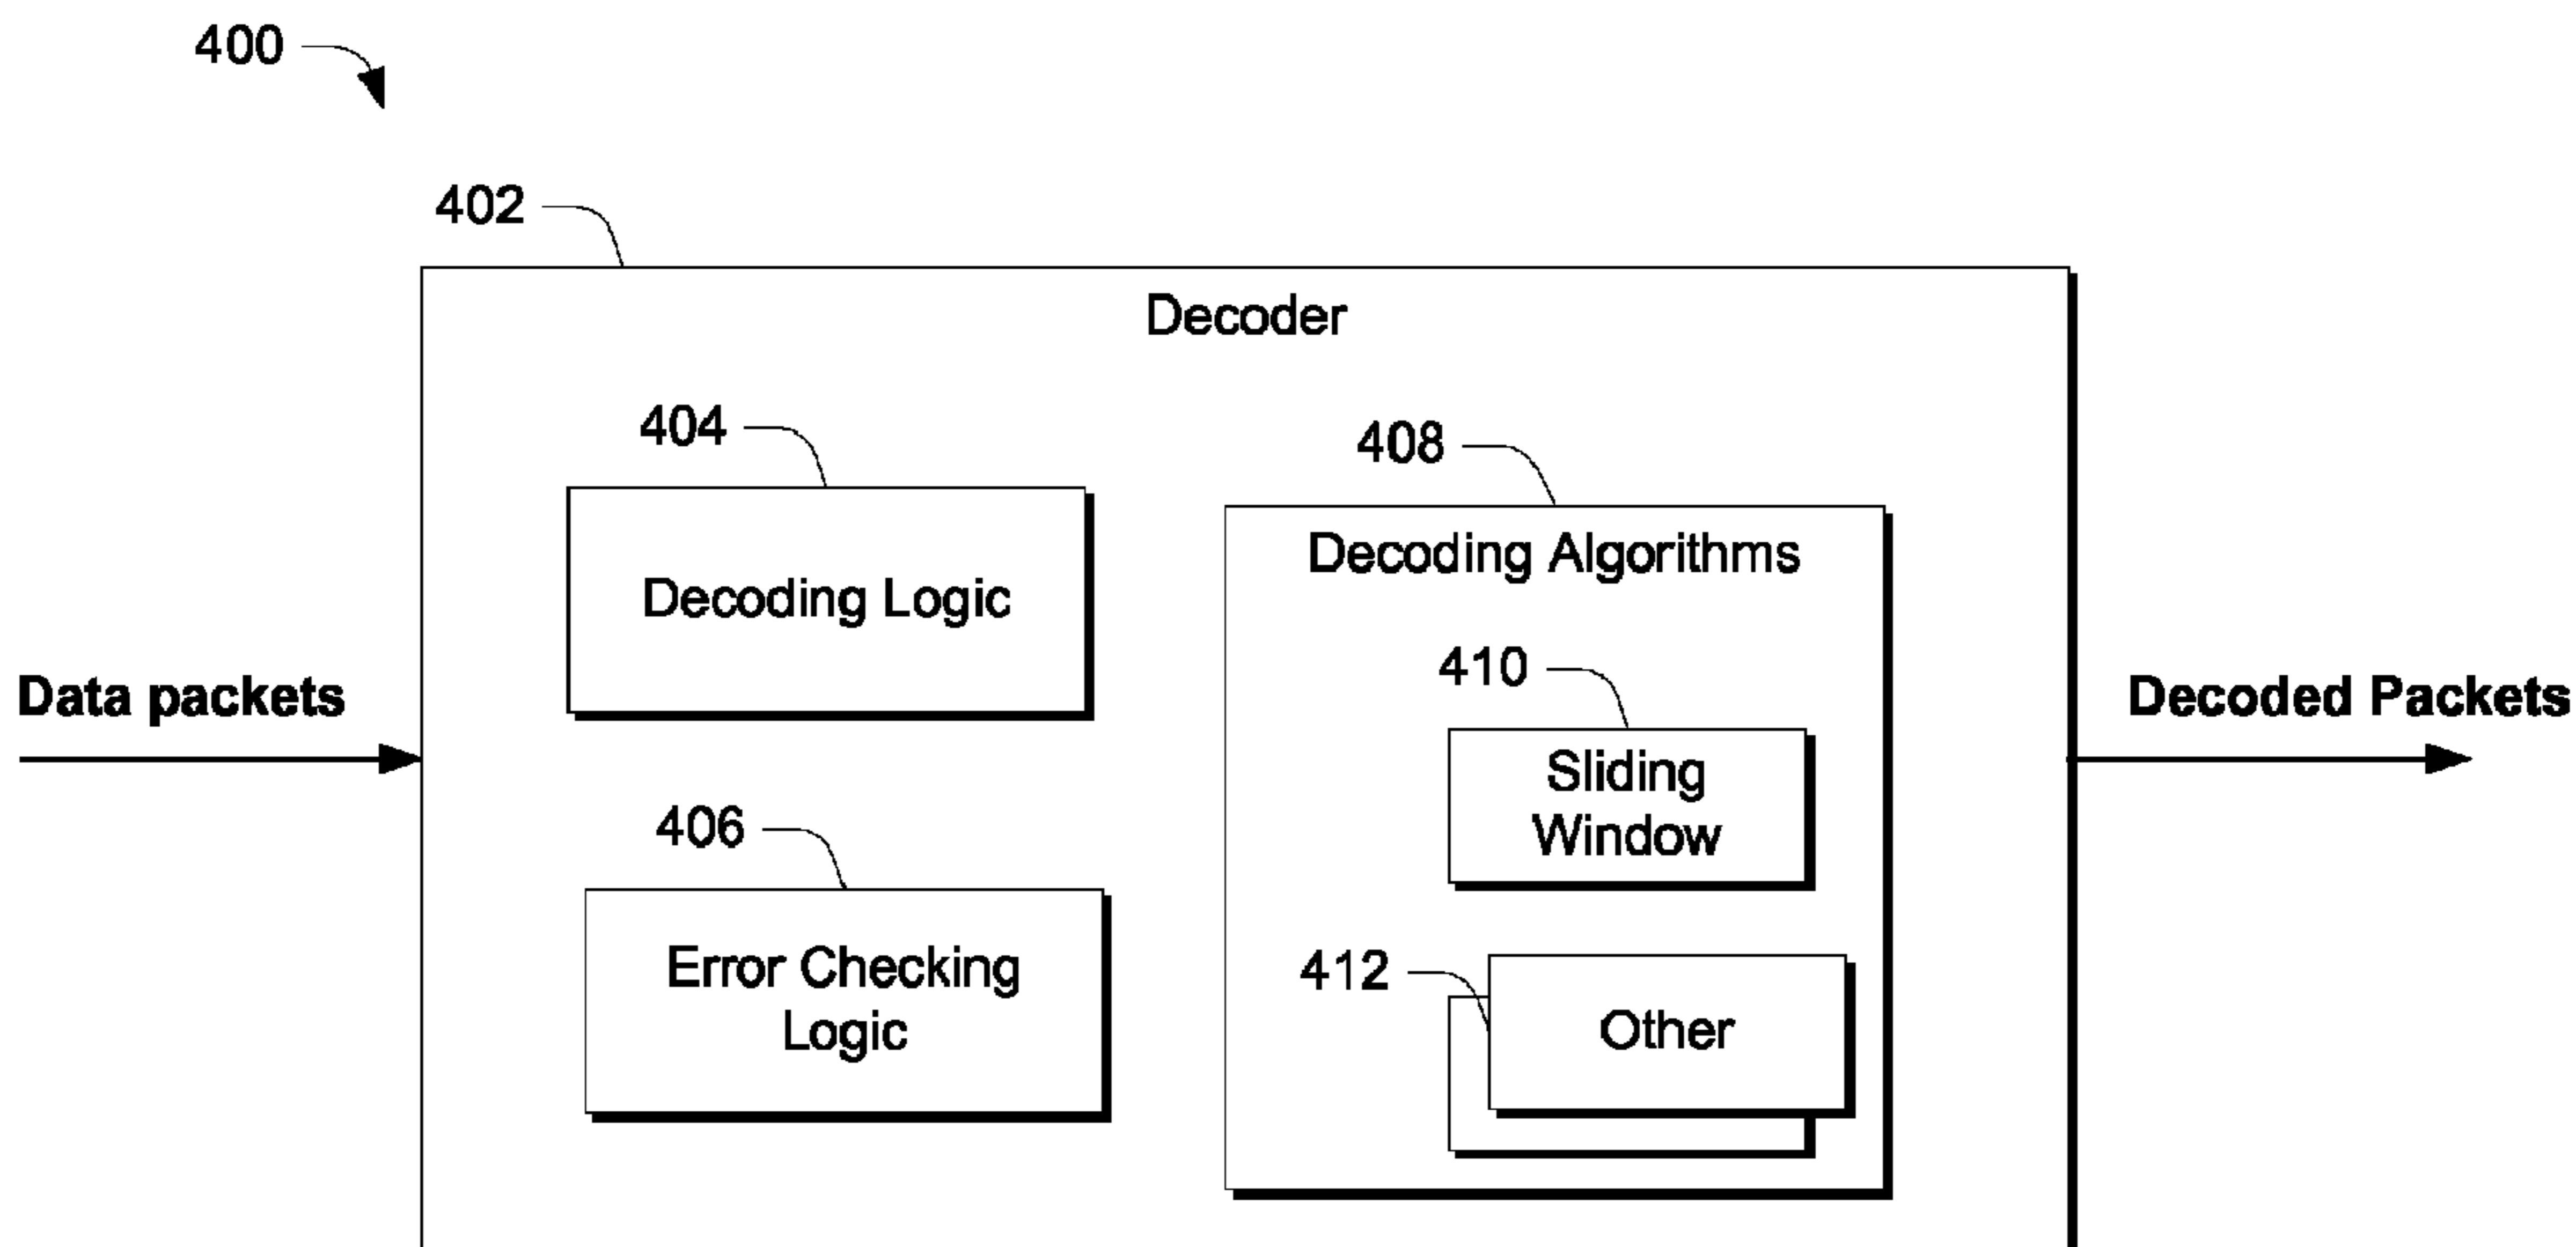 400
402
Decoder
404
408
Decoding Logic
Decoding Algorithms
410
Data packets
Sliding
Window
Decoded Packets
406
Error Checking
Logic
412
Other